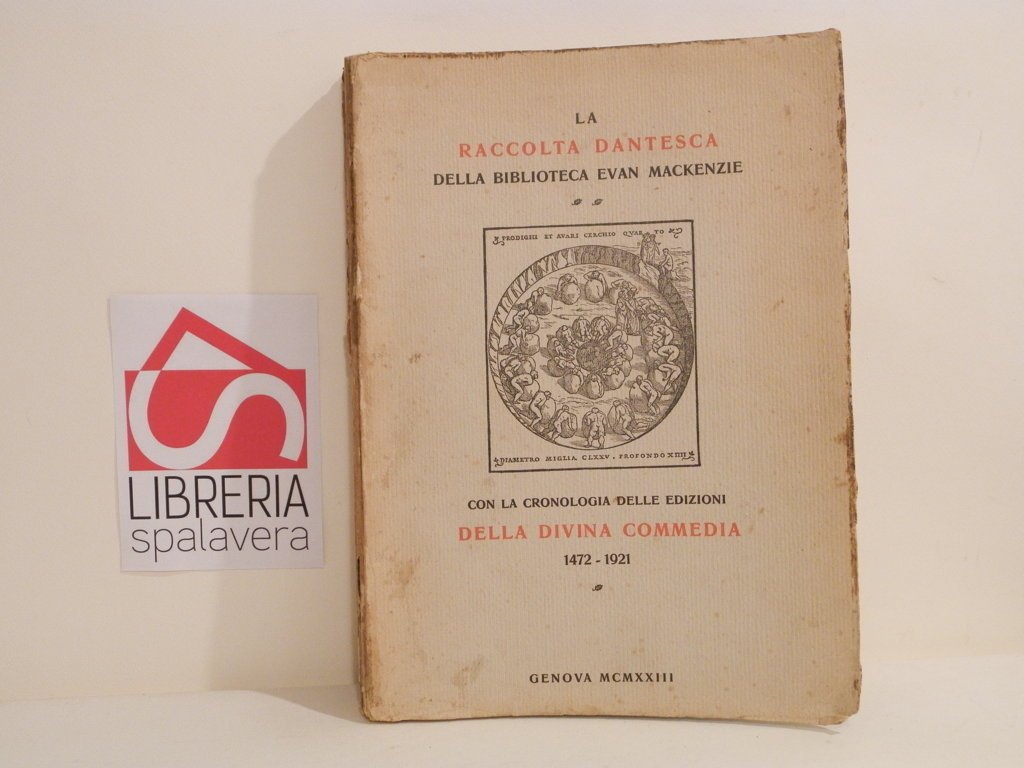 LA
RACCOLTA DANTESCA
DELLA BIBLIOTECA EVAN MACKENZIE
PRODIGHI ET AVARI CERCHIO QVARTO
DIAMETRO MIGLIA CLXXV. PROFONDO XIIII
CON LA CRONOLOGIA DELLE EDIZIONI
DELLA DIVINA COMMEDIA
1472 - 1921
GENOVA MCMXXIII
LIBRERIA
spalavera